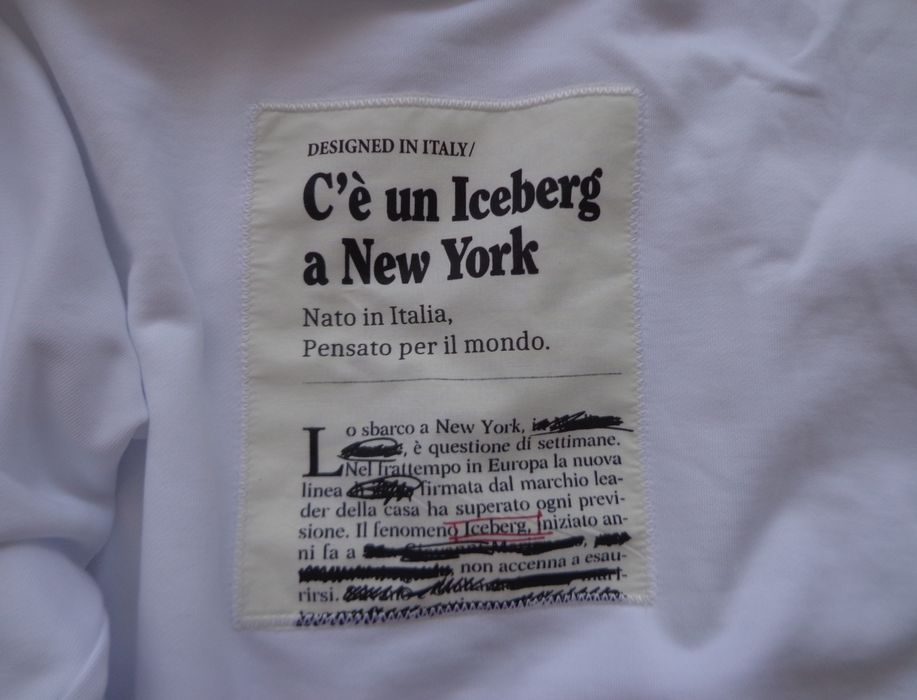 DESIGNED IN ITALY/
C'è un Iceberg
a New York
Nato in Italia,
Pensato per il mondo.
Lo sbarco a New York,
, è questione di settimane.
Nel frattempo in Europa la nuova
linea firmata dal marchio lea-
der della casa ha superato ogni previ-
sione. Il fenomeno Iceberg, iniziato an-
ni fa a
, non accenna a esau-
rirsi.